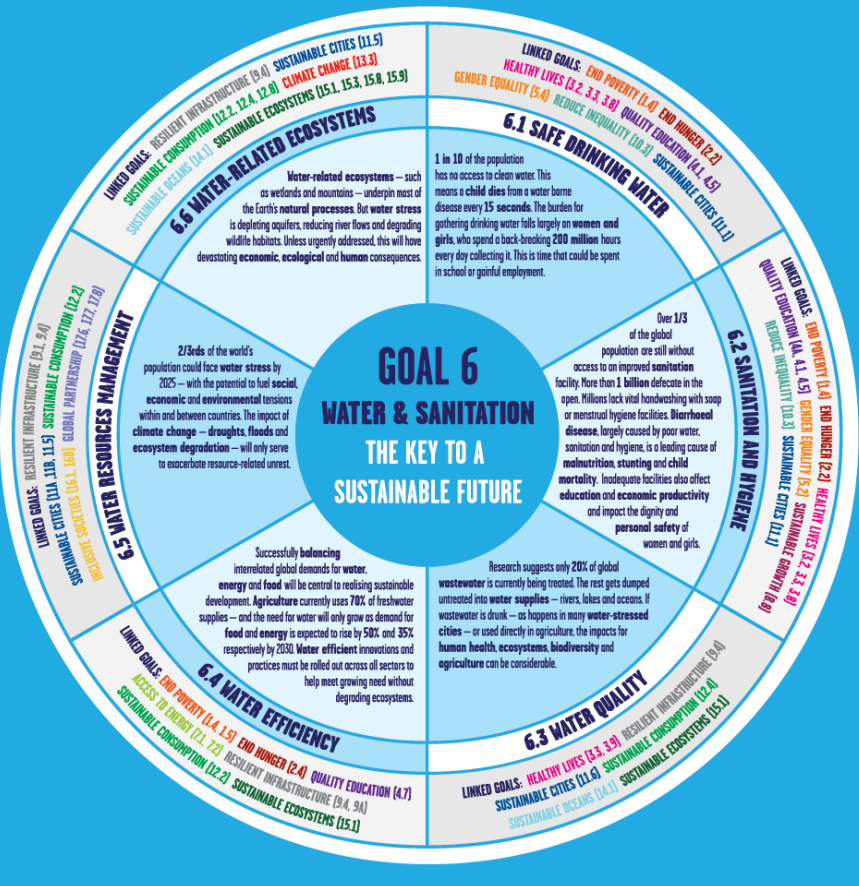 GOAL 6
WATER & SANITATION
THE KEY TO A
SUSTAINABLE FUTURE
LINKED GOALS: END POVERTY (1.4) END HUNGER (2.2)
HEALTHY LIVES (3.2, 3.3, 3.8) QUALITY EDUCATION (4.1, 4.5)
GENDER EQUALITY (5.4) REDUCE INEQUALITY (10.3) SUSTAINABLE CITIES (11.1)
6.1 SAFE DRINKING WATER
1 in 10 of the population
has no access to clean water. This
means a child dies from a water borne
disease every 15 seconds. The burden for
gathering drinking water falls largely on women and
girls, who spend a back-breaking 200 million hours
every day collecting it. This is time that could be spent
in school or gainful employment.
LINKED GOALS: END POVERTY (1.4) END HUNGER (2.2) HEALTHY LIVES (3.2, 3.3, 3.8)
QUALITY EDUCATION (4A, 4.1, 4.5) GENDER EQUALITY (5.2) SUSTAINABLE GROWTH (8.8)
REDUCE INEQUALITY (10.3) SUSTAINABLE CITIES (11.1)
6.2 SANITATION AND HYGIENE
Over 1/3
of the global
population are still without
access to an improved sanitation
facility. More than 1 billion defecate in the
open. Millions lack vital handwashing with soap
or menstrual hygiene facilities. Diarrhoeal
disease, largely caused by poor water,
sanitation and hygiene, is a leading cause of
malnutrition, stunting and child
mortality. Inadequate facilities also affect
education and economic productivity
and impact the dignity and
personal safety of
women and girls.
Research suggests only 20% of global
wastewater is currently being treated. The rest gets dumped
untreated into water supplies – rivers, lakes and oceans. If
wastewater is drunk – as happens in many water-stressed
cities – or used directly in agriculture, the impacts for
human health, ecosystems, biodiversity and
agriculture can be considerable.
6.3 WATER QUALITY
LINKED GOALS: HEALTHY LIVES (3.3, 3.9) RESILIENT INFRASTRUCTURE (9.4)
SUSTAINABLE CITIES (11.6) SUSTAINABLE CONSUMPTION (12.4)
SUSTAINABLE OCEANS (14.1) SUSTAINABLE ECOSYSTEMS (15.1)
Successfully balancing
interrelated global demands for water,
energy and food will be central to realising sustainable
development. Agriculture currently uses 70% of freshwater
supplies – and the need for water will only grow as demand for
food and energy is expected to rise by 50% and 35%
respectively by 2030. Water efficient innovations and
practices must be rolled out across all sectors to
help meet growing need without
degrading ecosystems.
6.4 WATER EFFICIENCY
LINKED GOALS: END POVERTY (1.4, 1.5) END HUNGER (2.4) QUALITY EDUCATION (4.7)
ACCESS TO ENERGY (7.1, 7.2) RESILIENT INFRASTRUCTURE (9.4, 9A)
SUSTAINABLE CONSUMPTION (12.2) SUSTAINABLE ECOSYSTEMS (15.1)
LINKED GOALS: RESILIENT INFRASTRUCTURE (9.1, 9.4)
SUSTAINABLE CITIES (11A, 11B, 11.5) SUSTAINABLE CONSUMPTION (12.2)
INCLUSIVE SOCIETIES (16.1, 16B) GLOBAL PARTNERSHIP (17.6, 17.7, 17.8)
6.5 WATER RESOURCES MANAGEMENT
2/3rds of the world's
population could face water stress by
2025 – with the potential to fuel social,
economic and environmental tensions
within and between countries. The impact of
climate change – droughts, floods and
ecosystem degradation – will only serve
to exacerbate resource-related unrest.
LINKED GOALS: RESILIENT INFRASTRUCTURE (9.4) SUSTAINABLE CITIES (11.5)
SUSTAINABLE CONSUMPTION (12.2, 12.4, 12.8) CLIMATE CHANGE (13.3)
SUSTAINABLE OCEANS (14.1) SUSTAINABLE ECOSYSTEMS (15.1, 15.3, 15.8, 15.9)
6.6 WATER-RELATED ECOSYSTEMS
Water-related ecosystems – such
as wetlands and mountains – underpin most of
the Earth's natural processes. But water stress
is depleting aquifers, reducing river flows and degrading
wildlife habitats. Unless urgently addressed, this will have
devastating economic, ecological and human consequences.